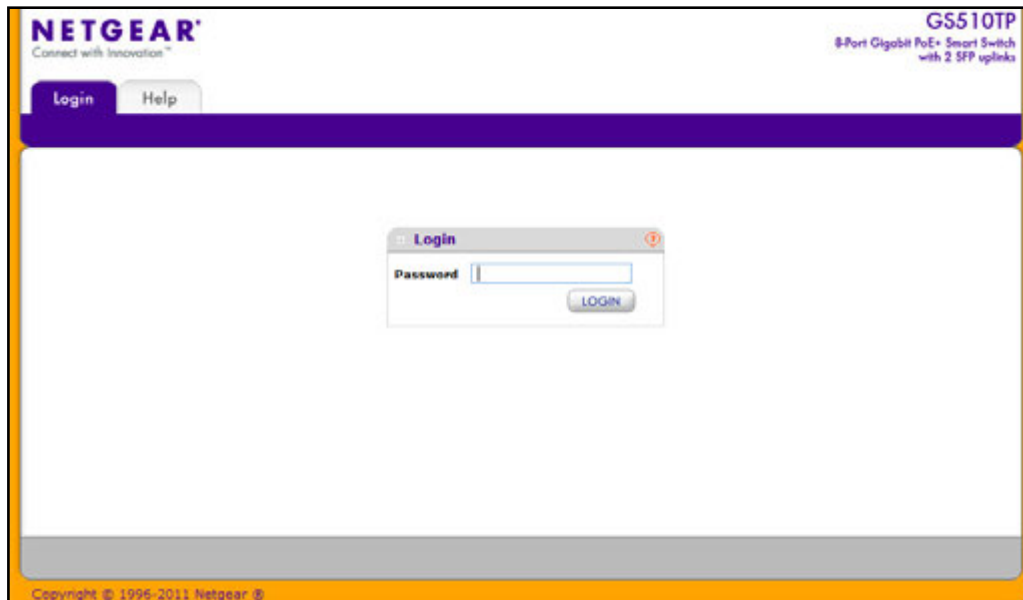 NETGEAR®
Connect with Innovation™
GS510TP
8-Port Gigabit PoE+ Smart Switch
with 2 SFP uplinks
Login
Help
Login
?
Password
LOGIN
Copyright © 1996-2011 Netgear ®